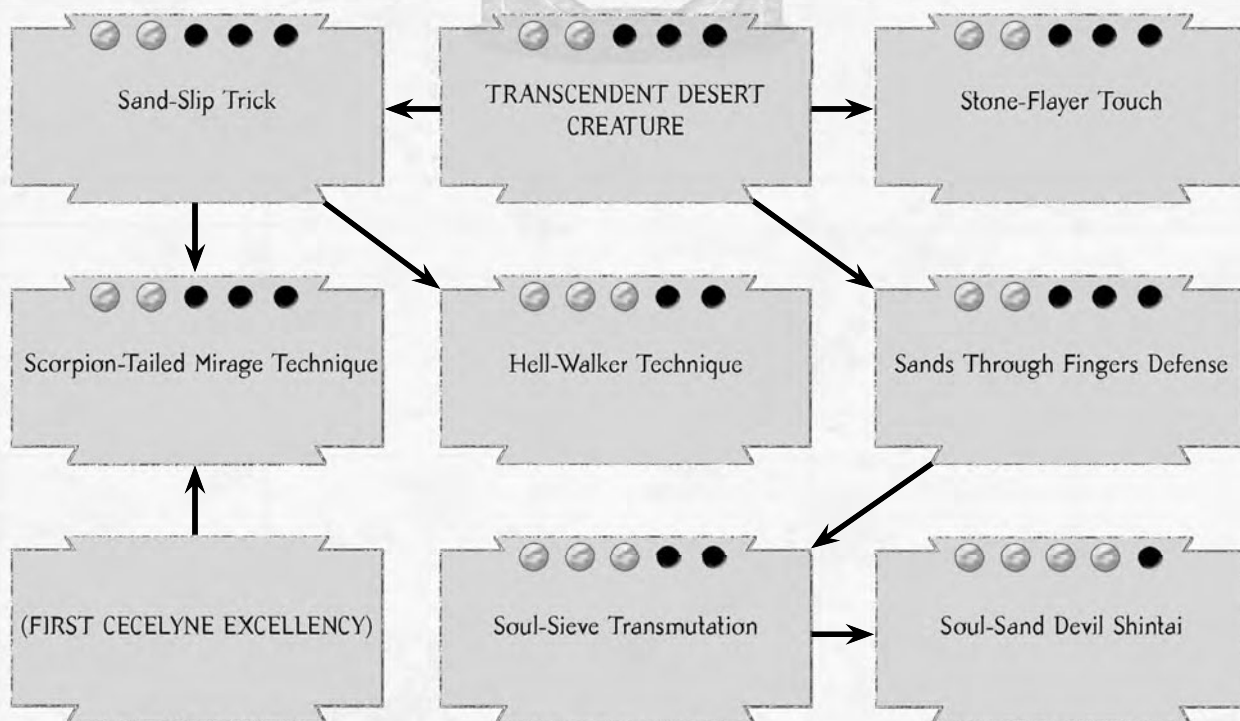 Sand-Slip Trick
TRANSCENDENT DESERT
CREATURE
Stone-Flayer Touch
Scorpion-Tailed Mirage Technique
Hell-Walker Technique
Sands Through Fingers Defense
(FIRST CECELYNE EXCELLENCY)
Soul-Sieve Transmutation
Soul-Sand Devil Shintai